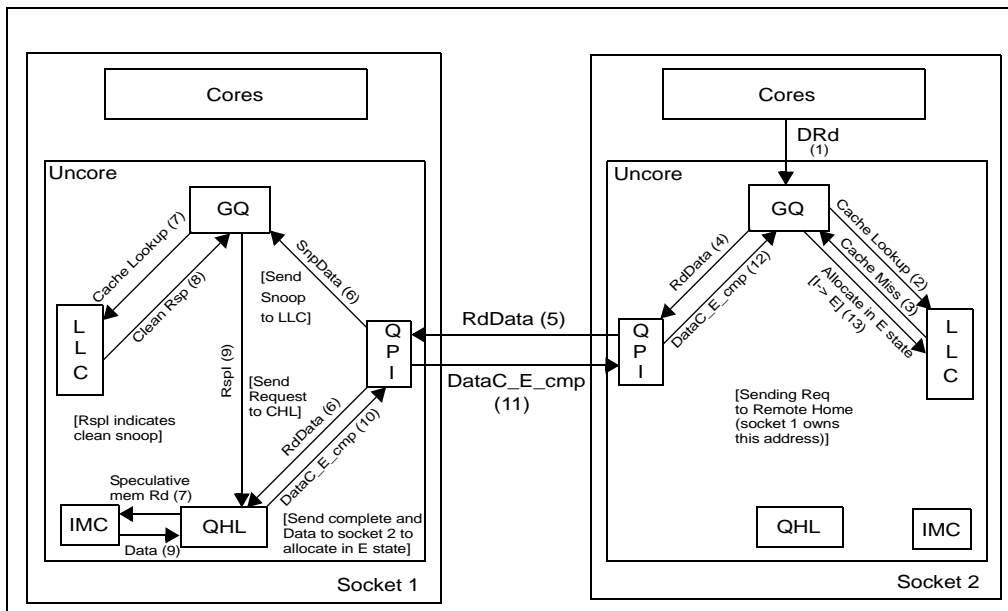 Cores
Uncore
GQ
Cache Lookup (7)
Clean Rsp (8)
SnpData (6)
[Send
Snoop
to LLC]
L
L
C
Q
P
I
RspI (9)
[Send
Request
to CHL]
RdData (6)
DataC_E_cmp (10)
[RspI indicates
clean snoop]
Speculative
mem Rd (7)
IMC
QHL
Data (9)
[Send complete and
Data to socket 2 to
allocate in E state]
Socket 1
RdData (5)
DataC_E_cmp
(11)
Cores
DRd
(1)
Uncore
GQ
RdData (4)
DataC_E_cmp (12)
Cache Lookup (2)
Cache Miss (3)
Allocate in E state
[I-> E] (13)
Q
P
I
L
L
C
[Sending Req
to Remote Home
(socket 1 owns
this address)]
QHL
IMC
Socket 2